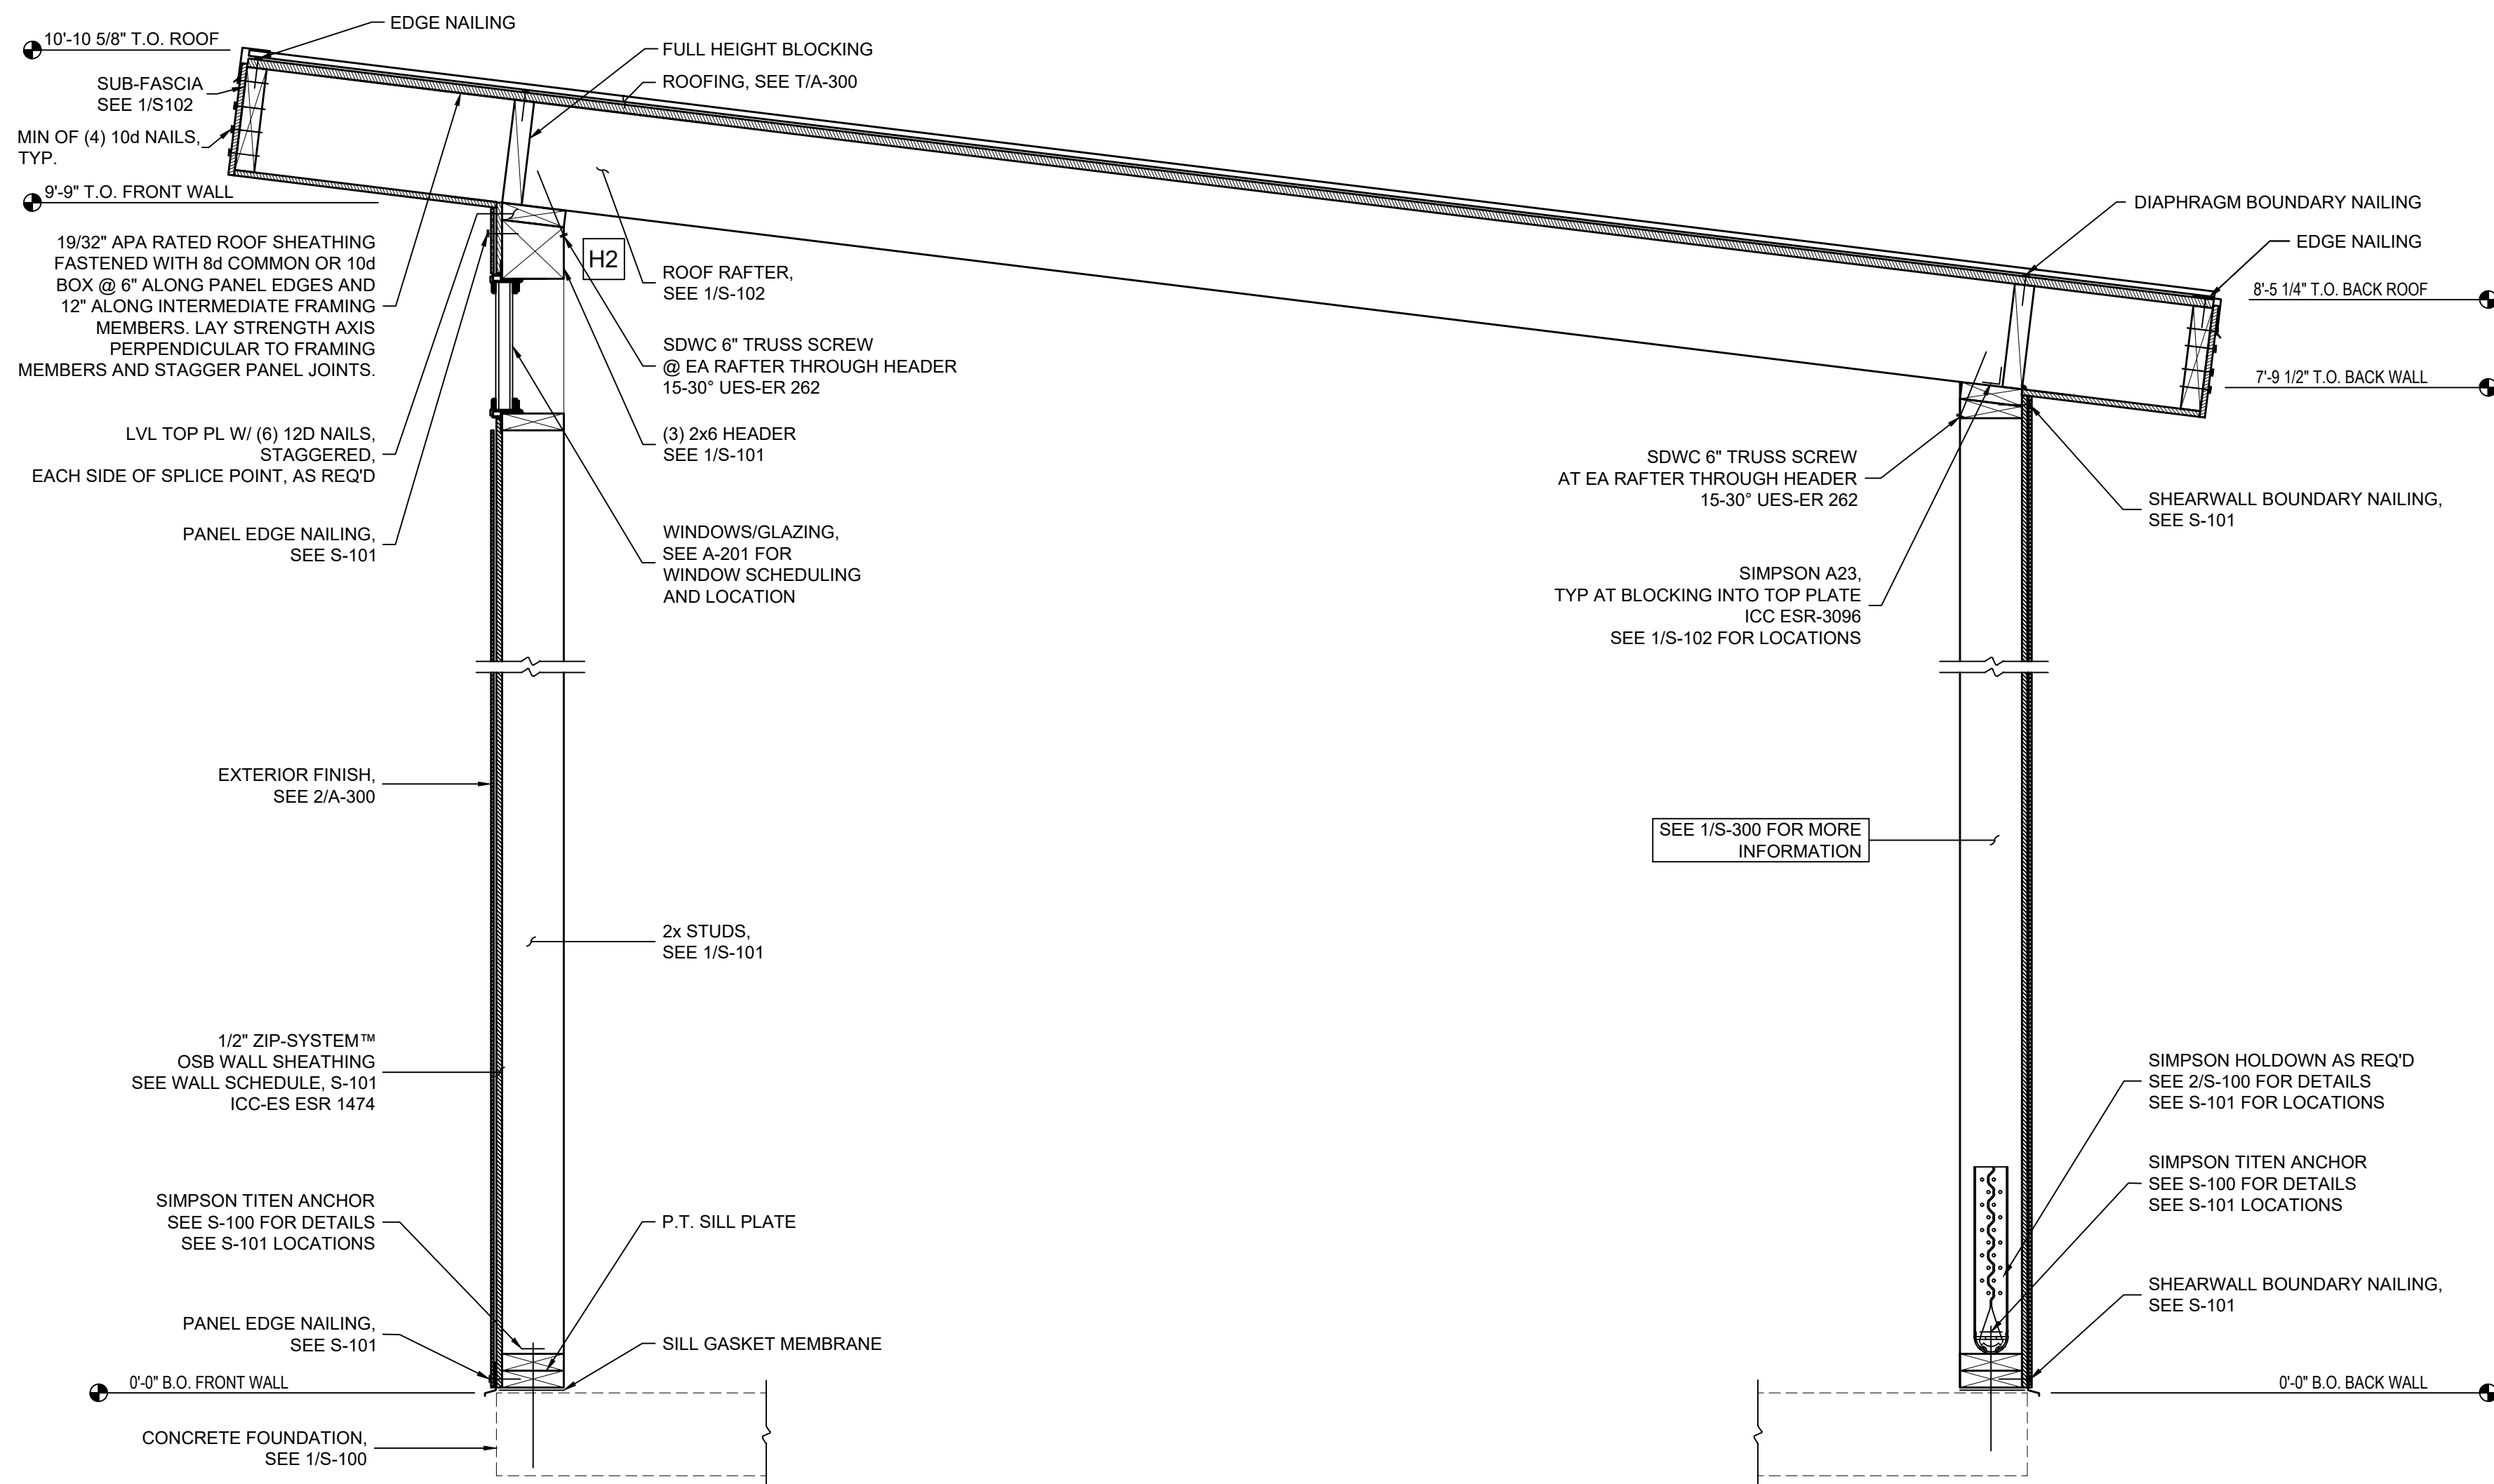 EDGE NAILING
10'-10 5/8" T.O. ROOF
FULL HEIGHT BLOCKING
ROOFING, SEE T/A-300
SUB-FASCIA
SEE 1/S102
MIN OF (4) 10d NAILS,
TYP.
9'-9" T.O. FRONT WALL
19/32" APA RATED ROOF SHEATHING
FASTENED WITH 8d COMMON OR 10d
BOX @ 6" ALONG PANEL EDGES AND
12" ALONG INTERMEDIATE FRAMING
MEMBERS. LAY STRENGTH AXIS
PERPENDICULAR TO FRAMING
MEMBERS AND STAGGER PANEL JOINTS.
H2
ROOF RAFTER,
SEE 1/S-102
SDWC 6" TRUSS SCREW
@ EA RAFTER THROUGH HEADER
15-30° UES-ER 262
LVL TOP PL W/ (6) 12D NAILS,
STAGGERED,
EACH SIDE OF SPLICE POINT, AS REQ'D
(3) 2x6 HEADER
SEE 1/S-101
PANEL EDGE NAILING,
SEE S-101
WINDOWS/GLAZING,
SEE A-201 FOR
WINDOW SCHEDULING
AND LOCATION
DIAPHRAGM BOUNDARY NAILING
EDGE NAILING
8'-5 1/4" T.O. BACK ROOF
7'-9 1/2" T.O. BACK WALL
SDWC 6" TRUSS SCREW
AT EA RAFTER THROUGH HEADER
15-30° UES-ER 262
SHEARWALL BOUNDARY NAILING,
SEE S-101
SIMPSON A23,
TYP AT BLOCKING INTO TOP PLATE
ICC ESR-3096
SEE 1/S-102 FOR LOCATIONS
EXTERIOR FINISH,
SEE 2/A-300
SEE 1/S-300 FOR MORE
INFORMATION
2x STUDS,
SEE 1/S-101
1/2" ZIP-SYSTEM™
OSB WALL SHEATHING
SEE WALL SCHEDULE, S-101
ICC-ES ESR 1474
SIMPSON HOLDOWN AS REQ'D
SEE 2/S-100 FOR DETAILS
SEE S-101 FOR LOCATIONS
SIMPSON TITEN ANCHOR
SEE S-100 FOR DETAILS
SEE S-101 LOCATIONS
SIMPSON TITEN ANCHOR
SEE S-100 FOR DETAILS
SEE S-101 LOCATIONS
P.T. SILL PLATE
PANEL EDGE NAILING,
SEE S-101
SILL GASKET MEMBRANE
SHEARWALL BOUNDARY NAILING,
SEE S-101
0'-0" B.O. FRONT WALL
0'-0" B.O. BACK WALL
CONCRETE FOUNDATION,
SEE 1/S-100